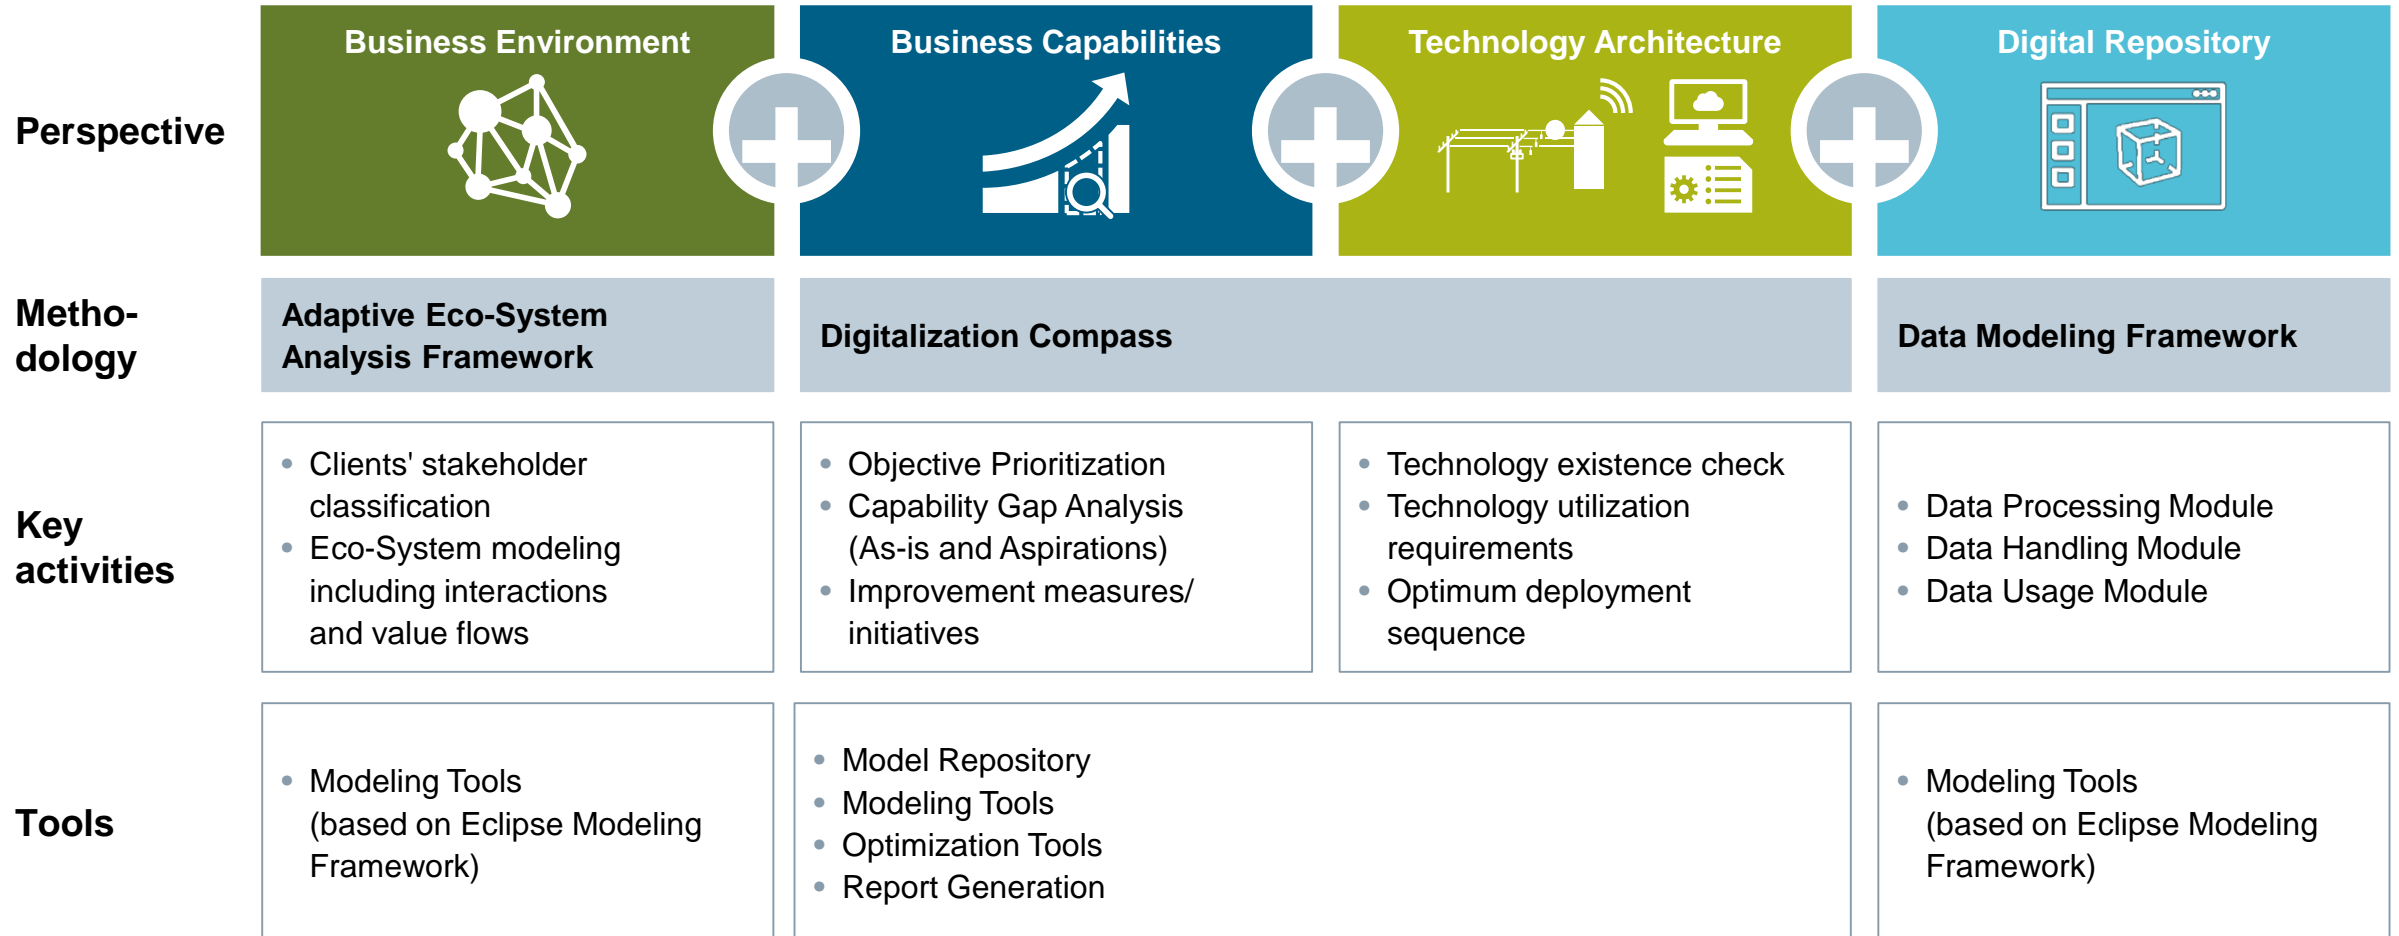 Business Environment
Business Capabilities
Technology Architecture
Digital Repository
Perspective
Metho-
dology
Adaptive Eco-System
Analysis Framework
Digitalization Compass
Data Modeling Framework
Key
activities
• Clients' stakeholder
classification
• Eco-System modeling
including interactions
and value flows
• Objective Prioritization
• Capability Gap Analysis
(As-is and Aspirations)
• Improvement measures/
initiatives
• Technology existence check
• Technology utilization
requirements
• Optimum deployment
sequence
• Data Processing Module
• Data Handling Module
• Data Usage Module
Tools
• Modeling Tools
(based on Eclipse Modeling
Framework)
• Model Repository
• Modeling Tools
• Optimization Tools
• Report Generation
• Modeling Tools
(based on Eclipse Modeling
Framework)